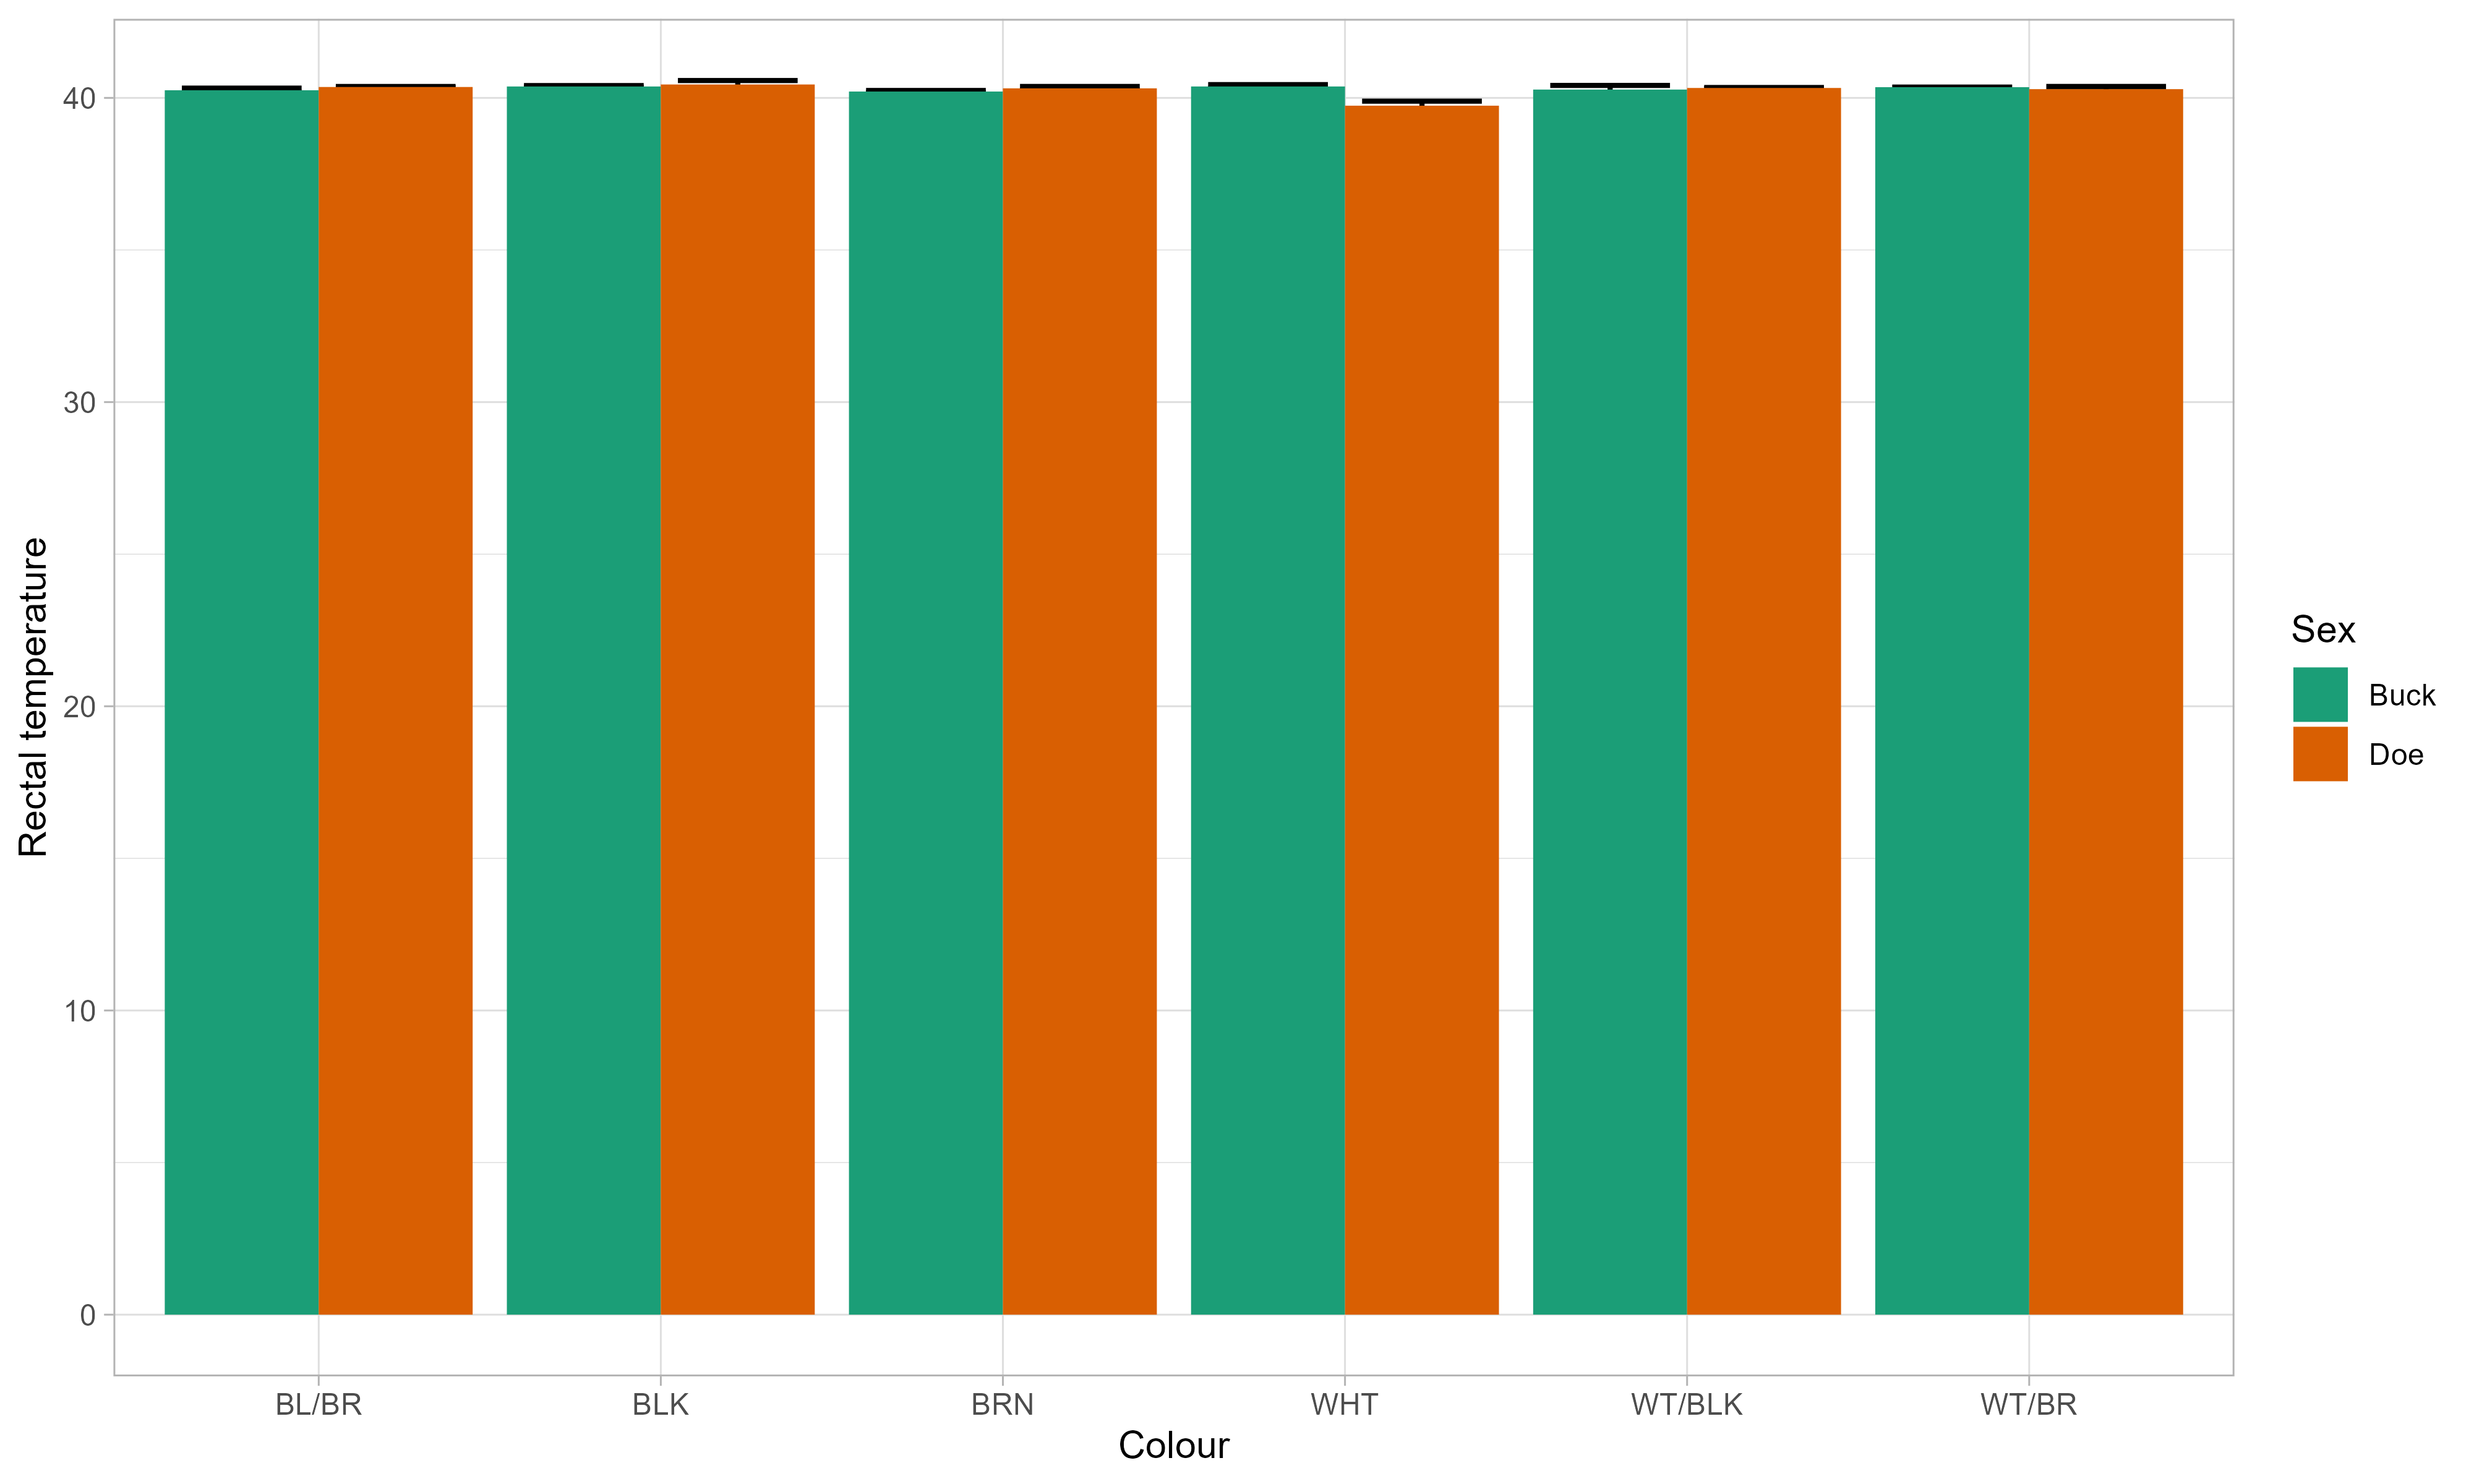 40
30
20
10
0
Rectal temperature
BL/BR
BLK
BRN
WHT
WT/BLK
WT/BR
Colour
Sex
Buck
Doe